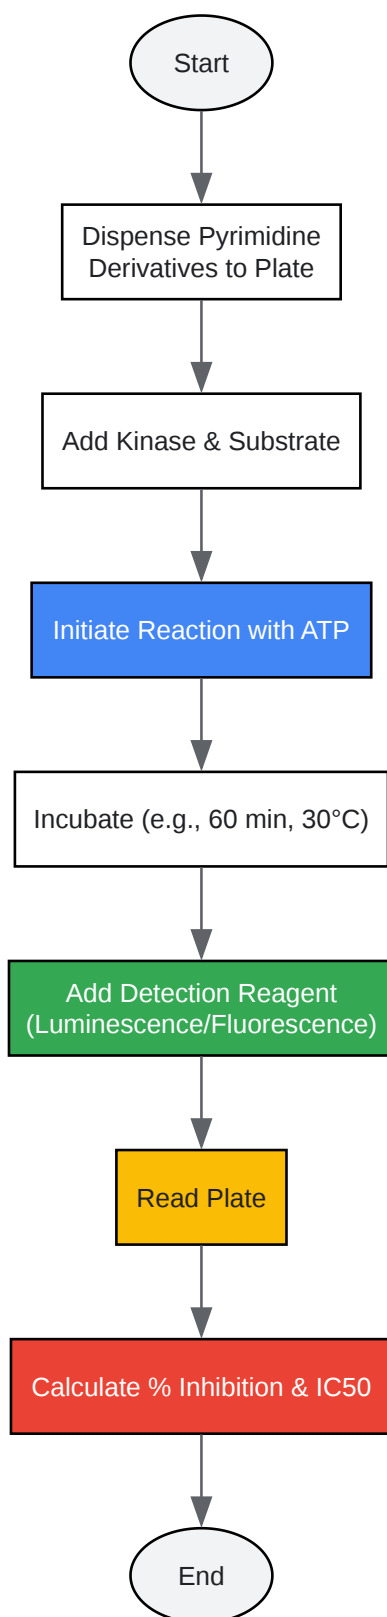 Start
Dispense Pyrimidine
Derivatives to Plate
Add Kinase & Substrate
Initiate Reaction with ATP
Incubate (e.g., 60 min, 30°C)
Add Detection Reagent
(Luminescence/Fluorescence)
Read Plate
Calculate % Inhibition & IC50
End